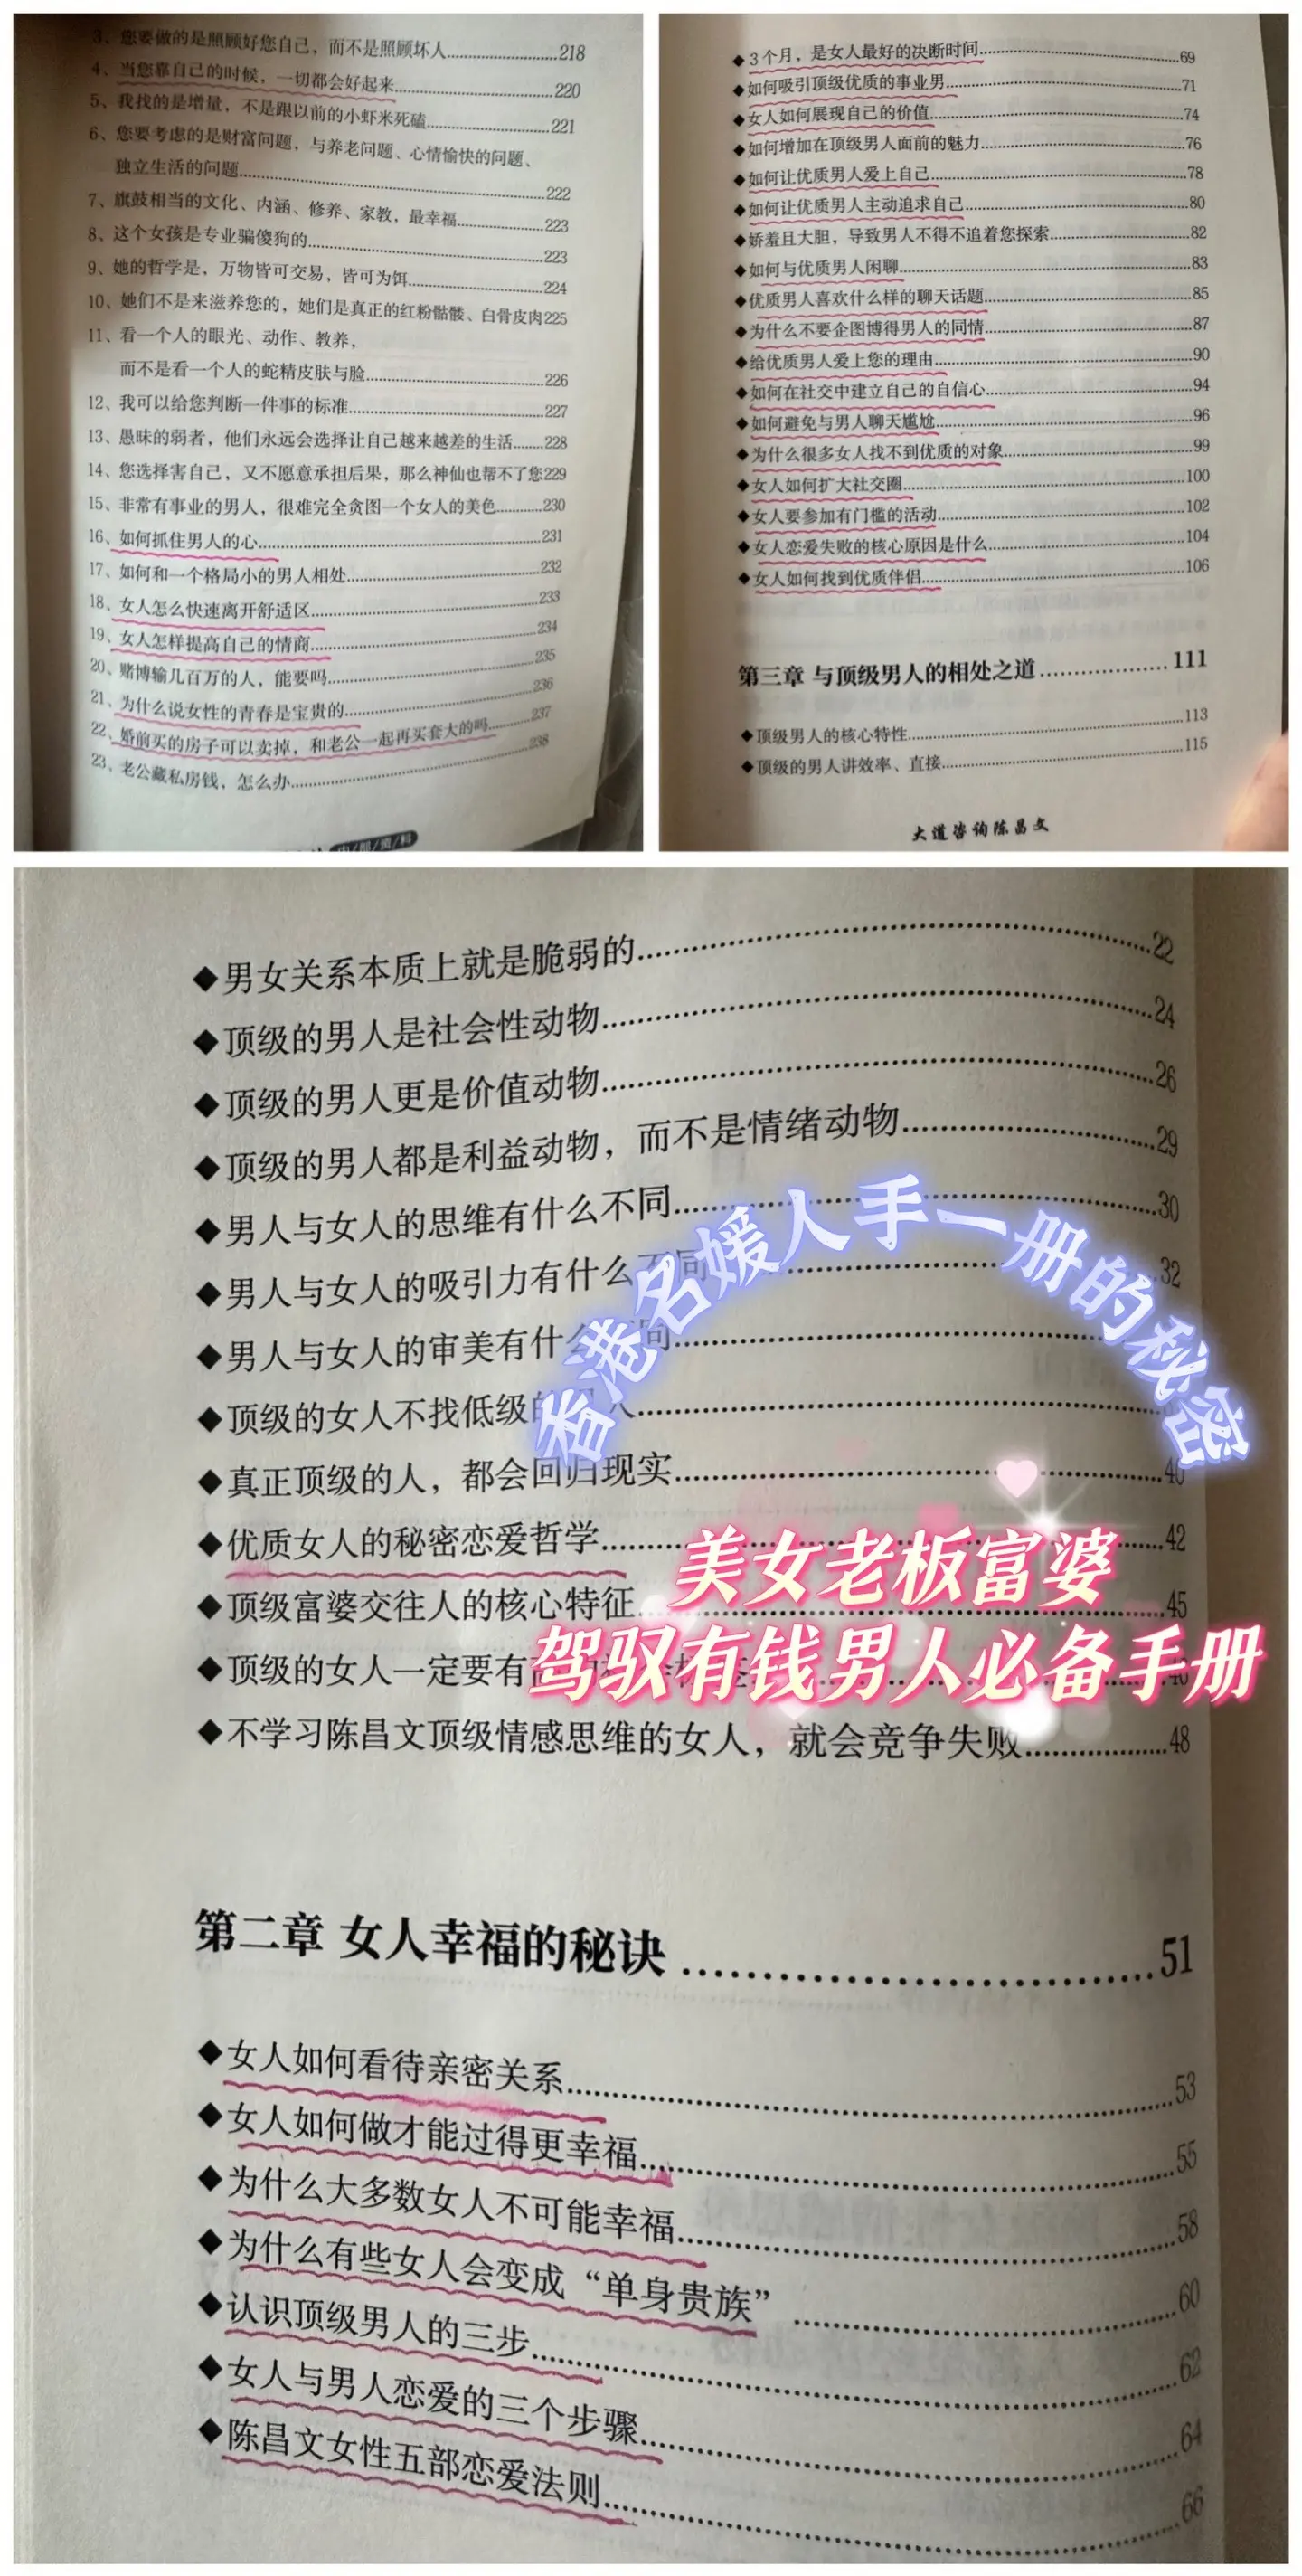 3、您要做的是照顾好您自己，而不是照顾坏人……218
4、当您靠自己的时候，一切都会好起来……220
5、我找的是增量，不是跟以前的小虾米死磕……221
6、您要考虑的是财富问题，与养老问题、心情愉快的问题、
独立生活的问题……222
7、旗鼓相当的文化、内涵、修养、家教，最幸福……223
8、这个女孩是专业骗傻狗的……223
9、她的哲学是，万物皆可交易，皆可为饵……224
10、她们不是来滋养您的，她们是真正的红粉骷髅、白骨皮肉225
11、看一个人的眼光、动作、教养，
而不是看一个人的蛇精皮肤与脸……226
12、我可以给您判断一件事的标准……227
13、愚昧的弱者，他们永远会选择让自己越来越差的生活……228
14、您选择害自己，又不愿意承担后果，那么神仙也帮不了您229
15、非常有事业的男人，很难完全贪图一个女人的美色……230
16、如何抓住男人的心……231
17、如何和一个格局小的男人相处……232
18、女人怎么快速离开舒适区……233
19、女人怎样提高自己的情商……234
20、赌博输几百万的人，能要吗……235
21、为什么说女性的青春是宝贵的……236
22、婚前买的房子可以卖掉，和老公一起再买套大的吗……237
23、老公藏私房钱，怎么办……238
内/部/资/料
◆3个月，是女人最好的决断时间……69
◆如何吸引顶级优质的事业男……71
◆女人如何展现自己的价值……74
◆如何增加在顶级男人面前的魅力……76
◆如何让优质男人爱上自己……78
◆如何让优质男人主动追求自己……80
◆娇羞且大胆，导致男人不得不追着您探索……82
◆如何与优质男人闲聊……83
◆优质男人喜欢什么样的聊天话题……85
◆为什么不要企图博得男人的同情……87
◆给优质男人爱上您的理由……90
◆如何在社交中建立自己的自信心……94
◆如何避免与男人聊天尴尬……96
◆为什么很多女人找不到优质的对象……99
◆女人如何扩大社交圈……100
◆女人要参加有门槛的活动……102
◆女人恋爱失败的核心原因是什么……104
◆女人如何找到优质伴侣……106
第三章 与顶级男人的相处之道……111
◆顶级男人的核心特性……113
◆顶级的男人讲效率、直接……115
大道咨询陈昌文
◆男女关系本质上就是脆弱的……22
◆顶级的男人是社会性动物……24
◆顶级的男人更是价值动物……26
◆顶级的男人都是利益动物，而不是情绪动物……29
◆男人与女人的思维有什么不同……30
◆男人与女人的吸引力有什么不同……32
◆男人与女人的审美有什么不同……
◆顶级的女人不找低级的男人……
◆真正顶级的人，都会回归现实……40
◆优质女人的秘密恋爱哲学……42
◆顶级富婆交往人的核心特征……45
◆顶级的女人一定要有
◆不学习陈昌文顶级情感思维的女人，就会竞争失败……48
香港名媛人手一册的秘密
美女老板富婆
驾驭有钱男人必备手册
第二章 女人幸福的秘诀……51
◆女人如何看待亲密关系……53
◆女人如何做才能过得更幸福……55
◆为什么大多数女人不可能幸福……58
◆为什么有些女人会变成“单身贵族”……60
◆认识顶级男人的三步……62
◆女人与男人恋爱的三个步骤……64
◆陈昌文女性五部恋爱法则……66